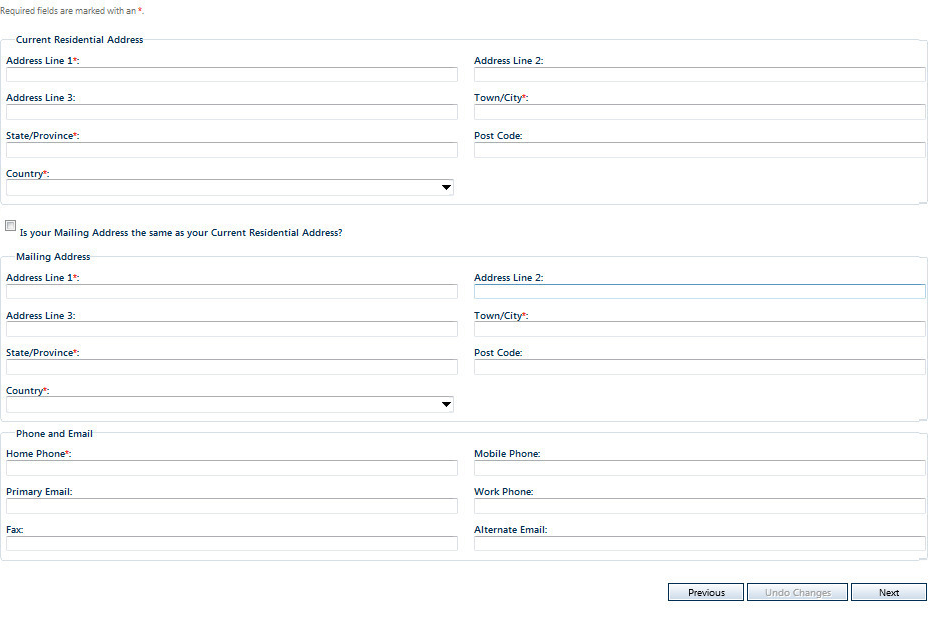 Required fields are marked with an *.
Current Residential Address
Address Line 1*: Address Line 2:
Address Line 3: Town/City*:
State/Province*: Post Code:
Country*:
Is your Mailing Address the same as your Current Residential Address?
Mailing Address
Address Line 1*: Address Line 2:
Address Line 3: Town/City*:
State/Province*: Post Code:
Country*:
Phone and Email
Home Phone*: Mobile Phone:
Primary Email: Work Phone:
Fax: Alternate Email:
Previous Undo Changes Next